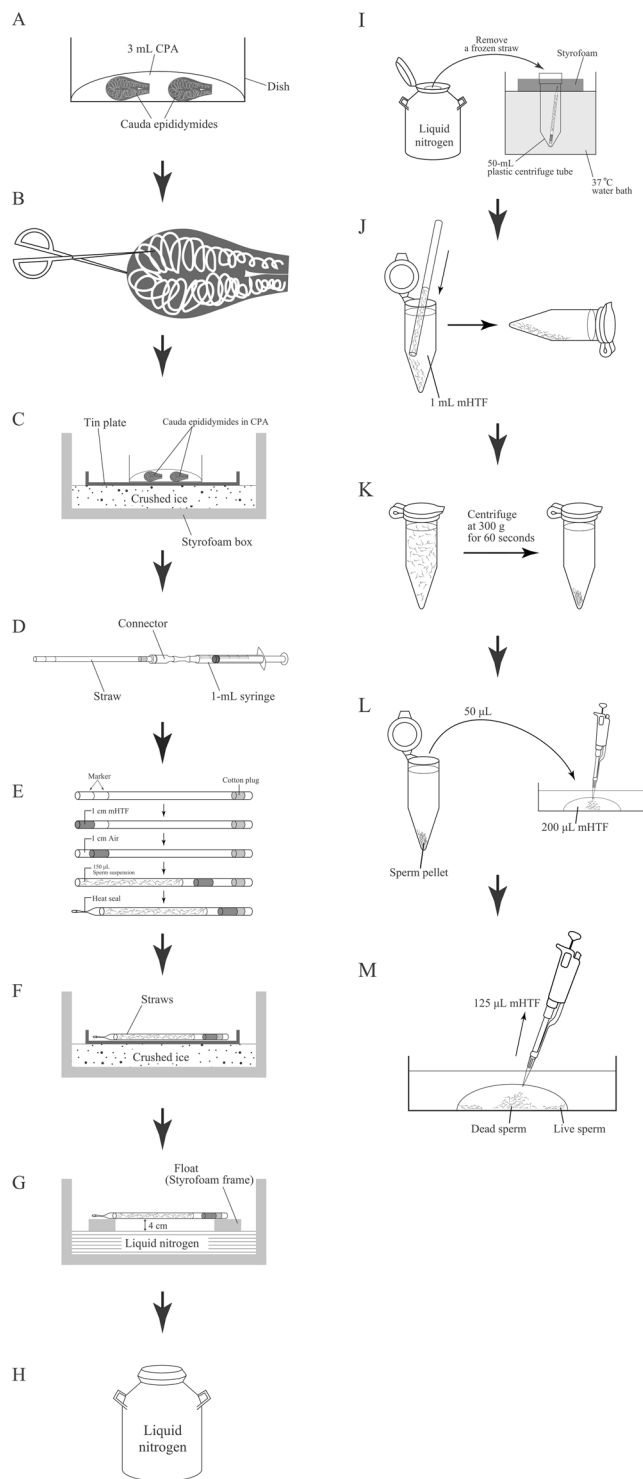 A
3 mL CPA
Dish
Cauda epididymides
B
C
Tin plate
Cauda epididymides in CPA
Crushed ice
Styrofoam box
D
Connector
Straw
1-mL syringe
E
Marker
Cotton plug
1 cm mHTF
1 cm Air
150 μL
Sperm suspension
Heat seal
F
Straws
Crushed ice
G
Float
(Styrofoam frame)
4 cm
Liquid nitrogen
H
Liquid
nitrogen
I
Remove
a frozen straw
Styrofoam
Liquid
nitrogen
50-mL
plastic centrifuge tube
37 °C
water bath
J
1 mL mHTF
K
Centrifuge
at 300 g
for 60 seconds
L
50 μL
200 μL mHTF
Sperm pellet
M
125 μL mHTF
Dead sperm
Live sperm